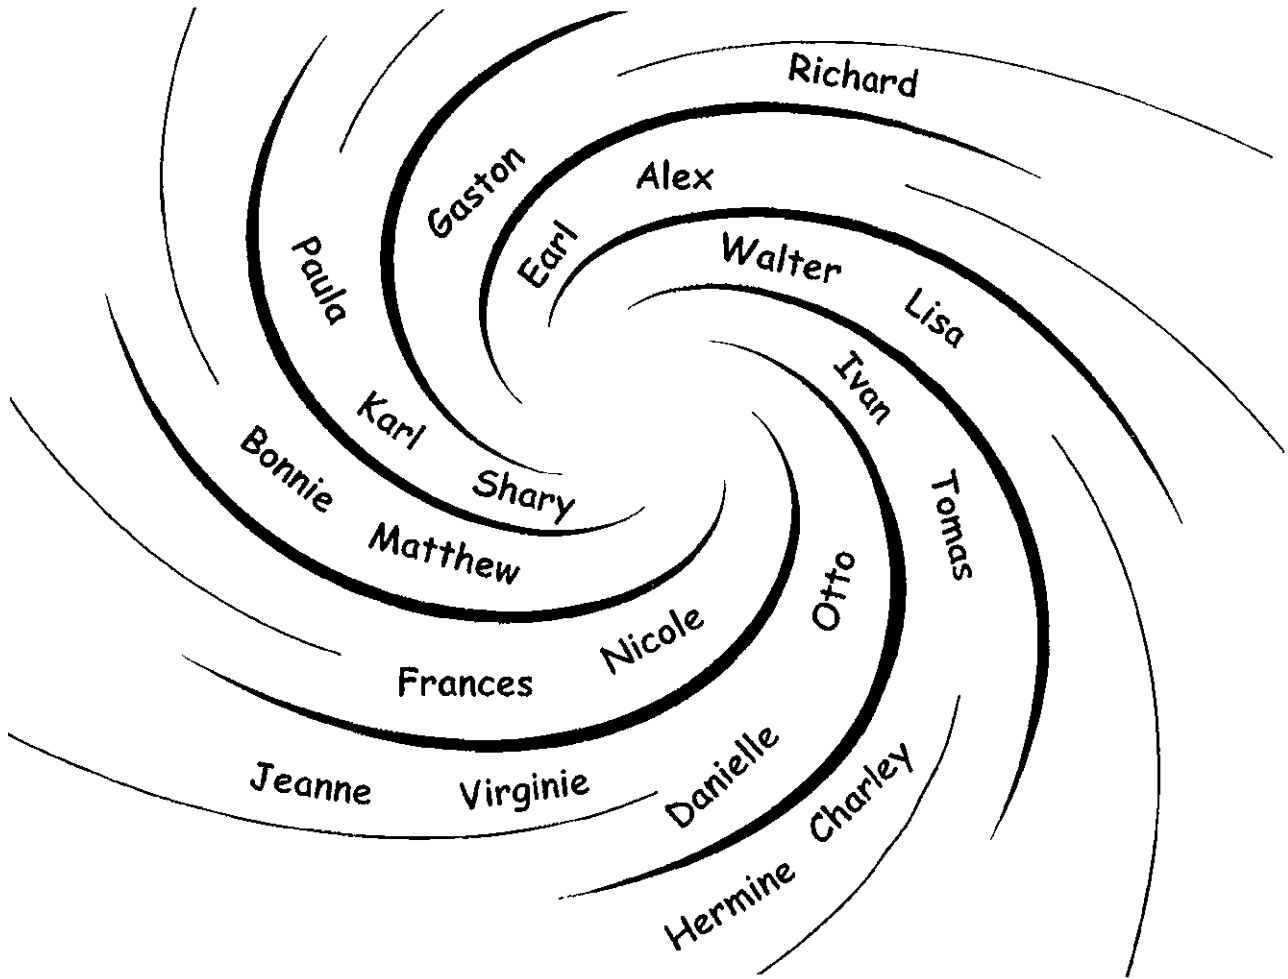 Richard
Alex
Gaston
Earl
Walter
Lisa
Paula
Ivan
Karl
Shary
Bonnie
Matthew
Tomas
Otto
Nicole
Frances
Jeanne
Virginie
Danielle
Charley
Hermine